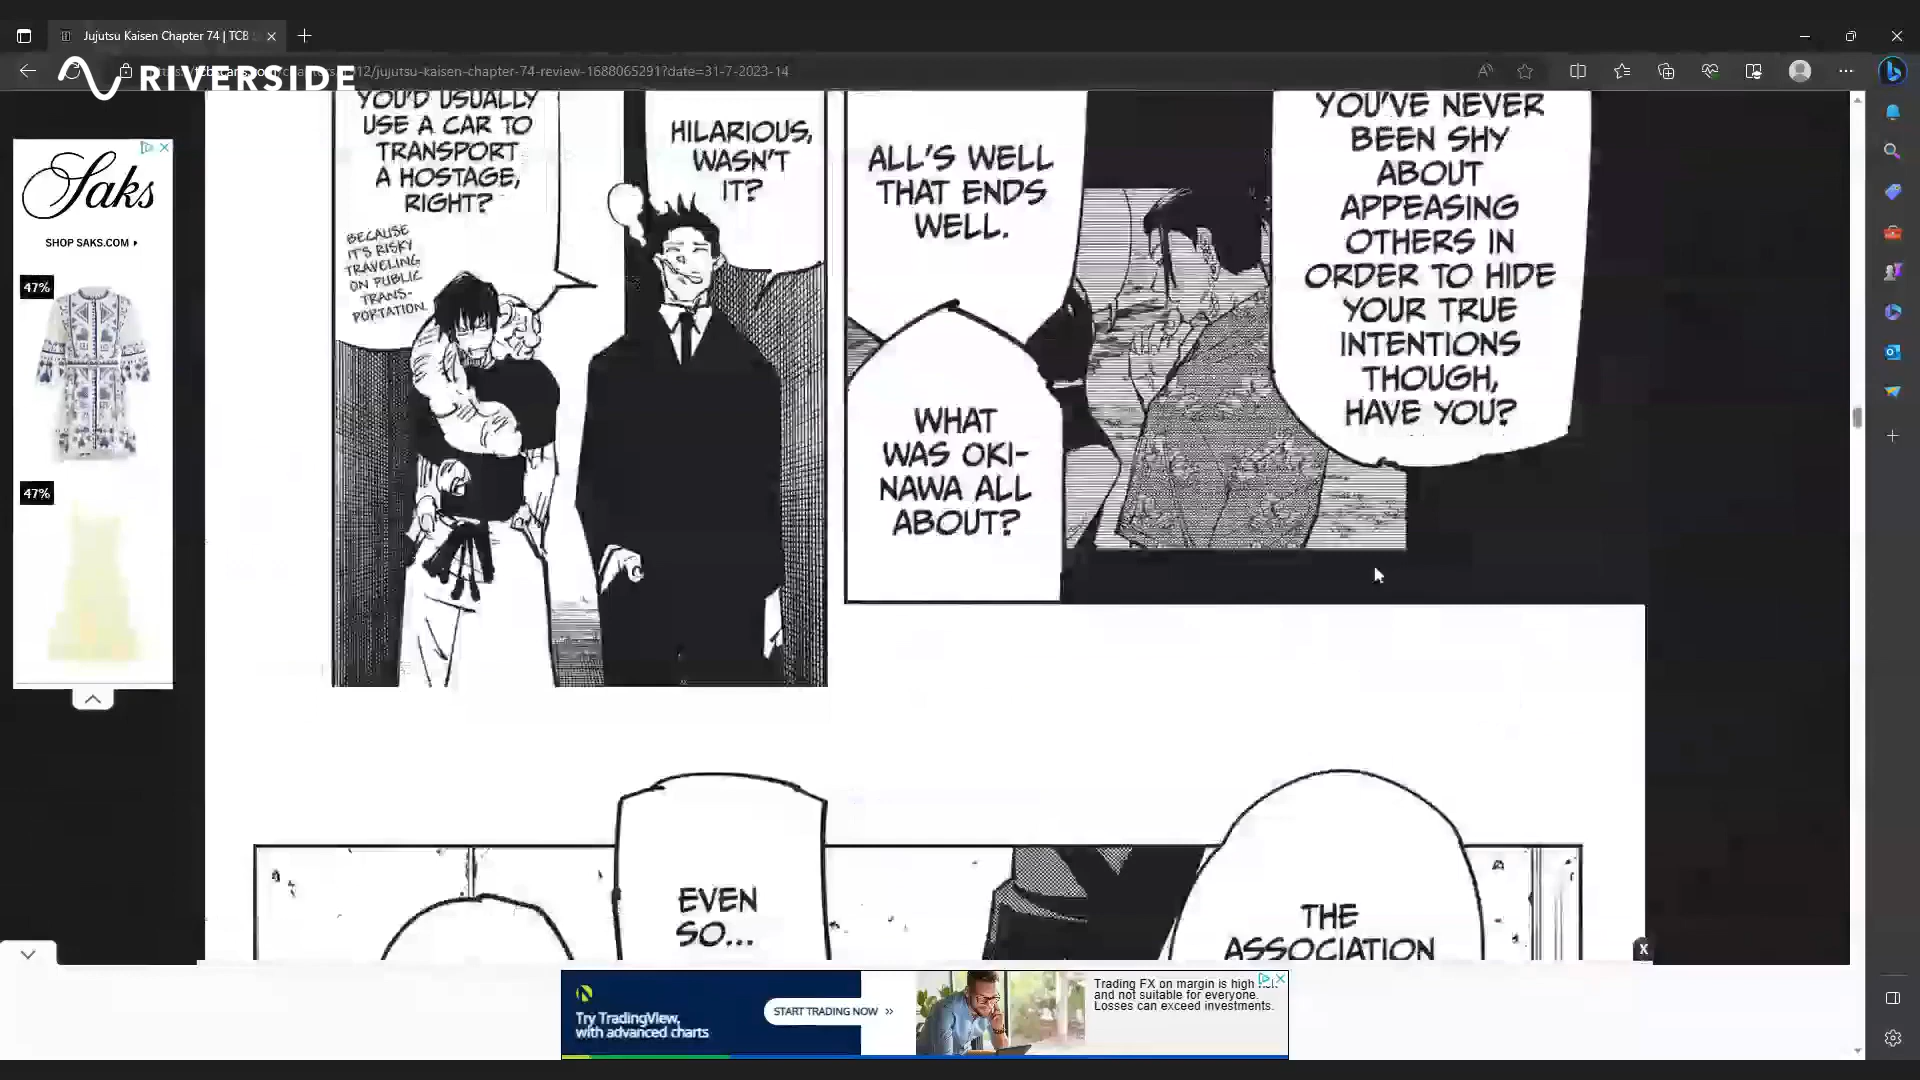 Jujutsu Kaisen Chapter 74 | TCB
RIVERSIDE
/jujutsu-kaisen-chapter-74-review-1688065291?date=31-7-2023-14
YOU'VE NEVER
BEEN SHY
ABOUT
APPEASING
OTHERS IN
ORDER TO HIDE
YOUR TRUE
INTENTIONS
THOUGH,
HAVE YOU?
ALL'S WELL
THAT ENDS
WELL.
WHAT
WAS OKI-
NAWA ALL
ABOUT?
HILARIOUS,
WASN'T
IT?
YOU'D USUALLY
USE A CAR TO
TRANSPORT
A HOSTAGE,
RIGHT?
BECAUSE
IT'S RISKY
TRAVELING
ON PUBLIC
TRANS-
PORTATION.
THE
ASSOCIATION
EVEN
SO...
Saks
SHOP SAKS.COM
47%
47%
X
Try TradingView,
with advanced charts
START TRADING NOW »
Trading FX on margin is high
and not suitable for everyone.
Losses can exceed investments.